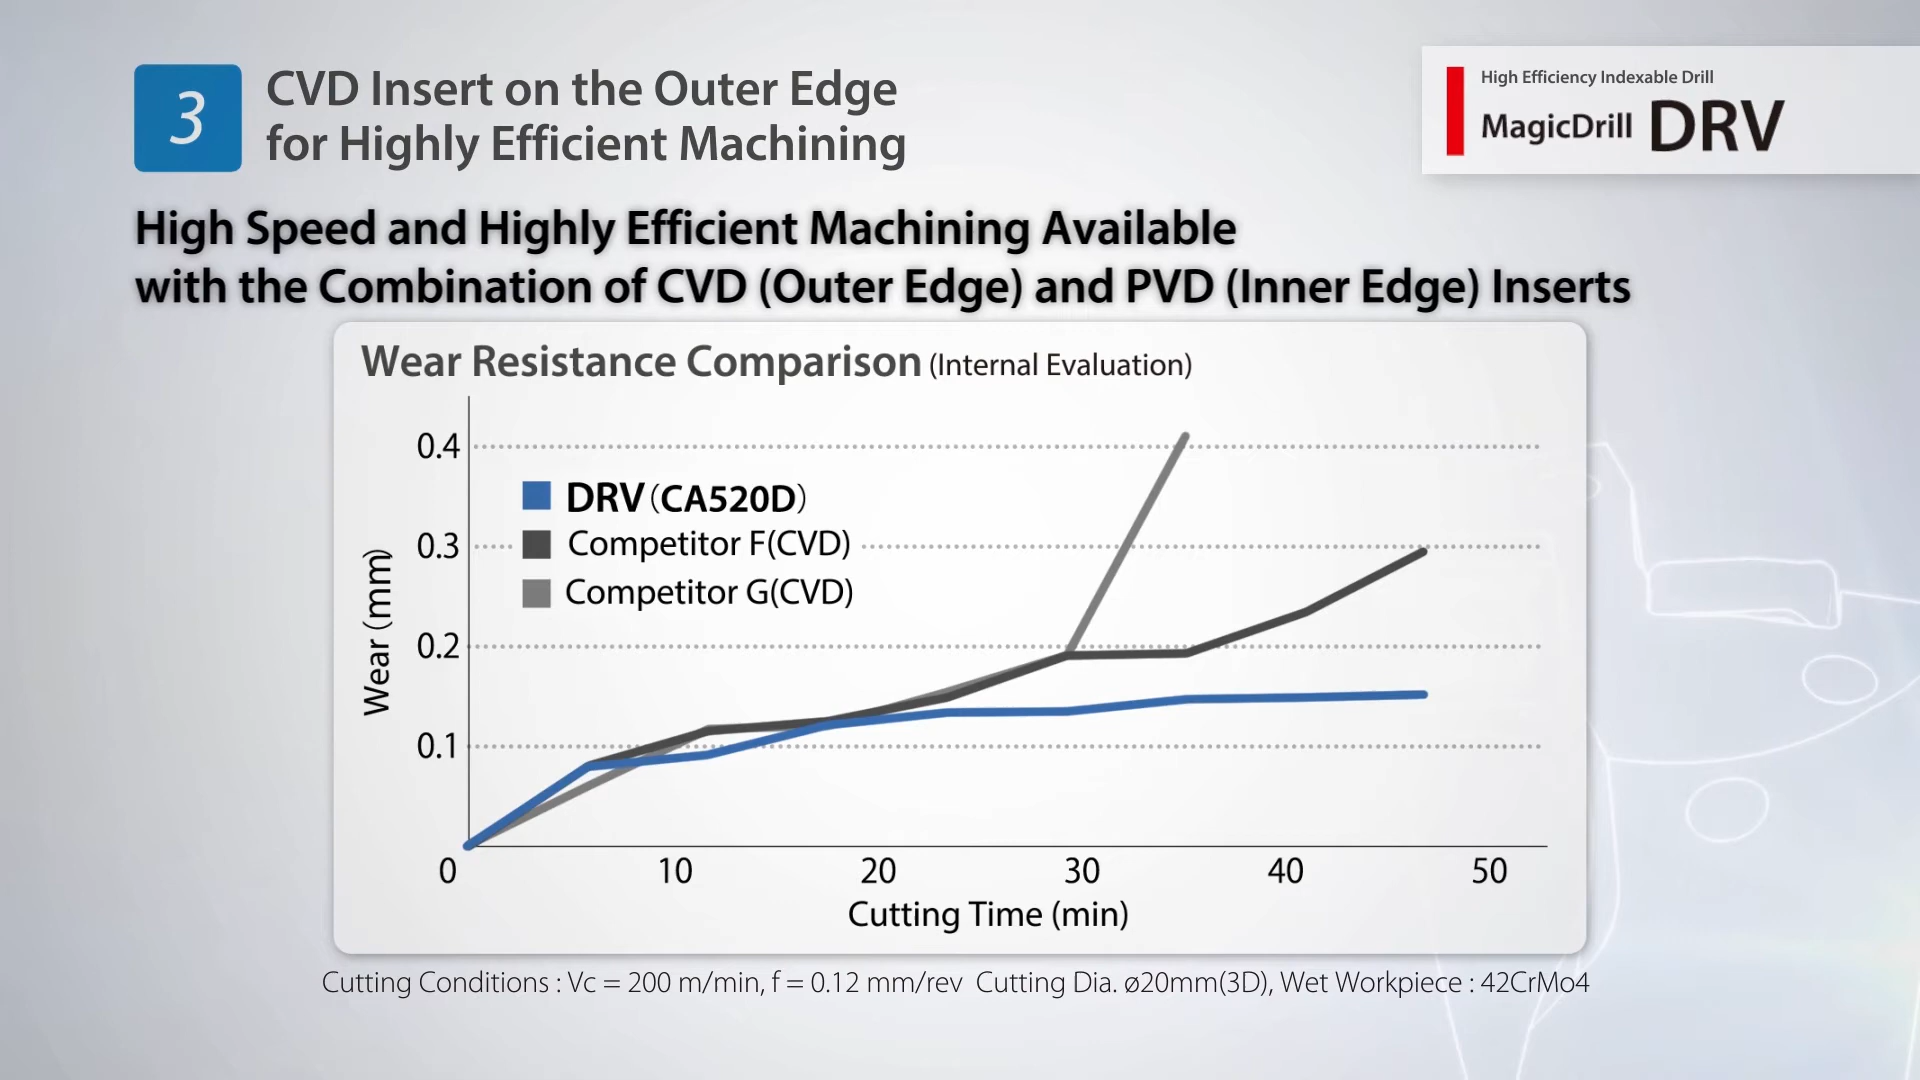 3
CVD Insert on the Outer Edge
for Highly Efficient Machining
High Efficiency Indexable Drill
MagicDrill DRV
High Speed and Highly Efficient Machining Available
with the Combination of CVD (Outer Edge) and PVD (Inner Edge) Inserts
Wear Resistance Comparison (Internal Evaluation)
0.4
0.3
0.2
0.1
Wear (mm)
DRV (CA520D)
Competitor F(CVD)
Competitor G(CVD)
0 10 20 30 40 50
Cutting Time (min)
Cutting Conditions : Vc = 200 m/min, f = 0.12 mm/rev Cutting Dia. ø20mm(3D), Wet Workpiece : 42CrMo4